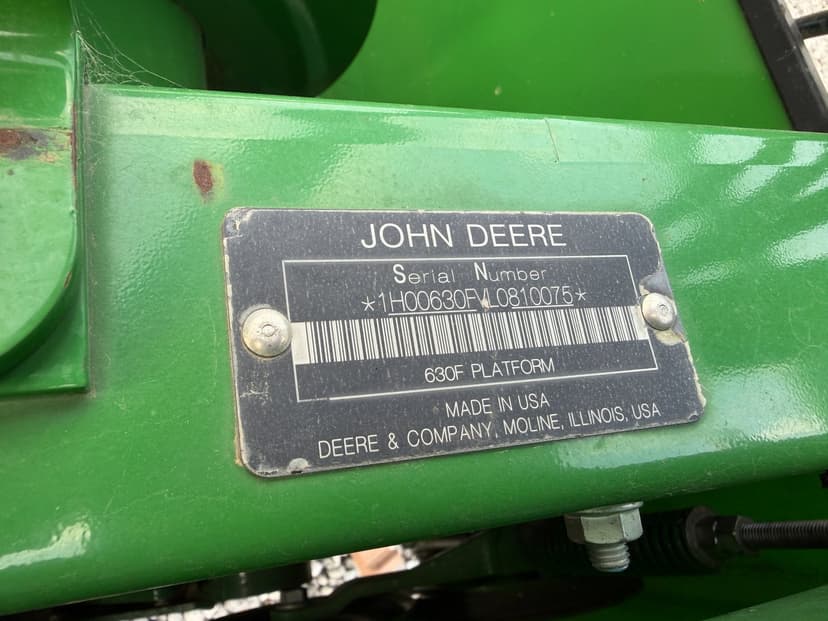 JOHN DEERE
Serial Number
*1H00630FVL0810075*
630F PLATFORM
MADE IN USA
DEERE & COMPANY, MOLINE, ILLINOIS, USA